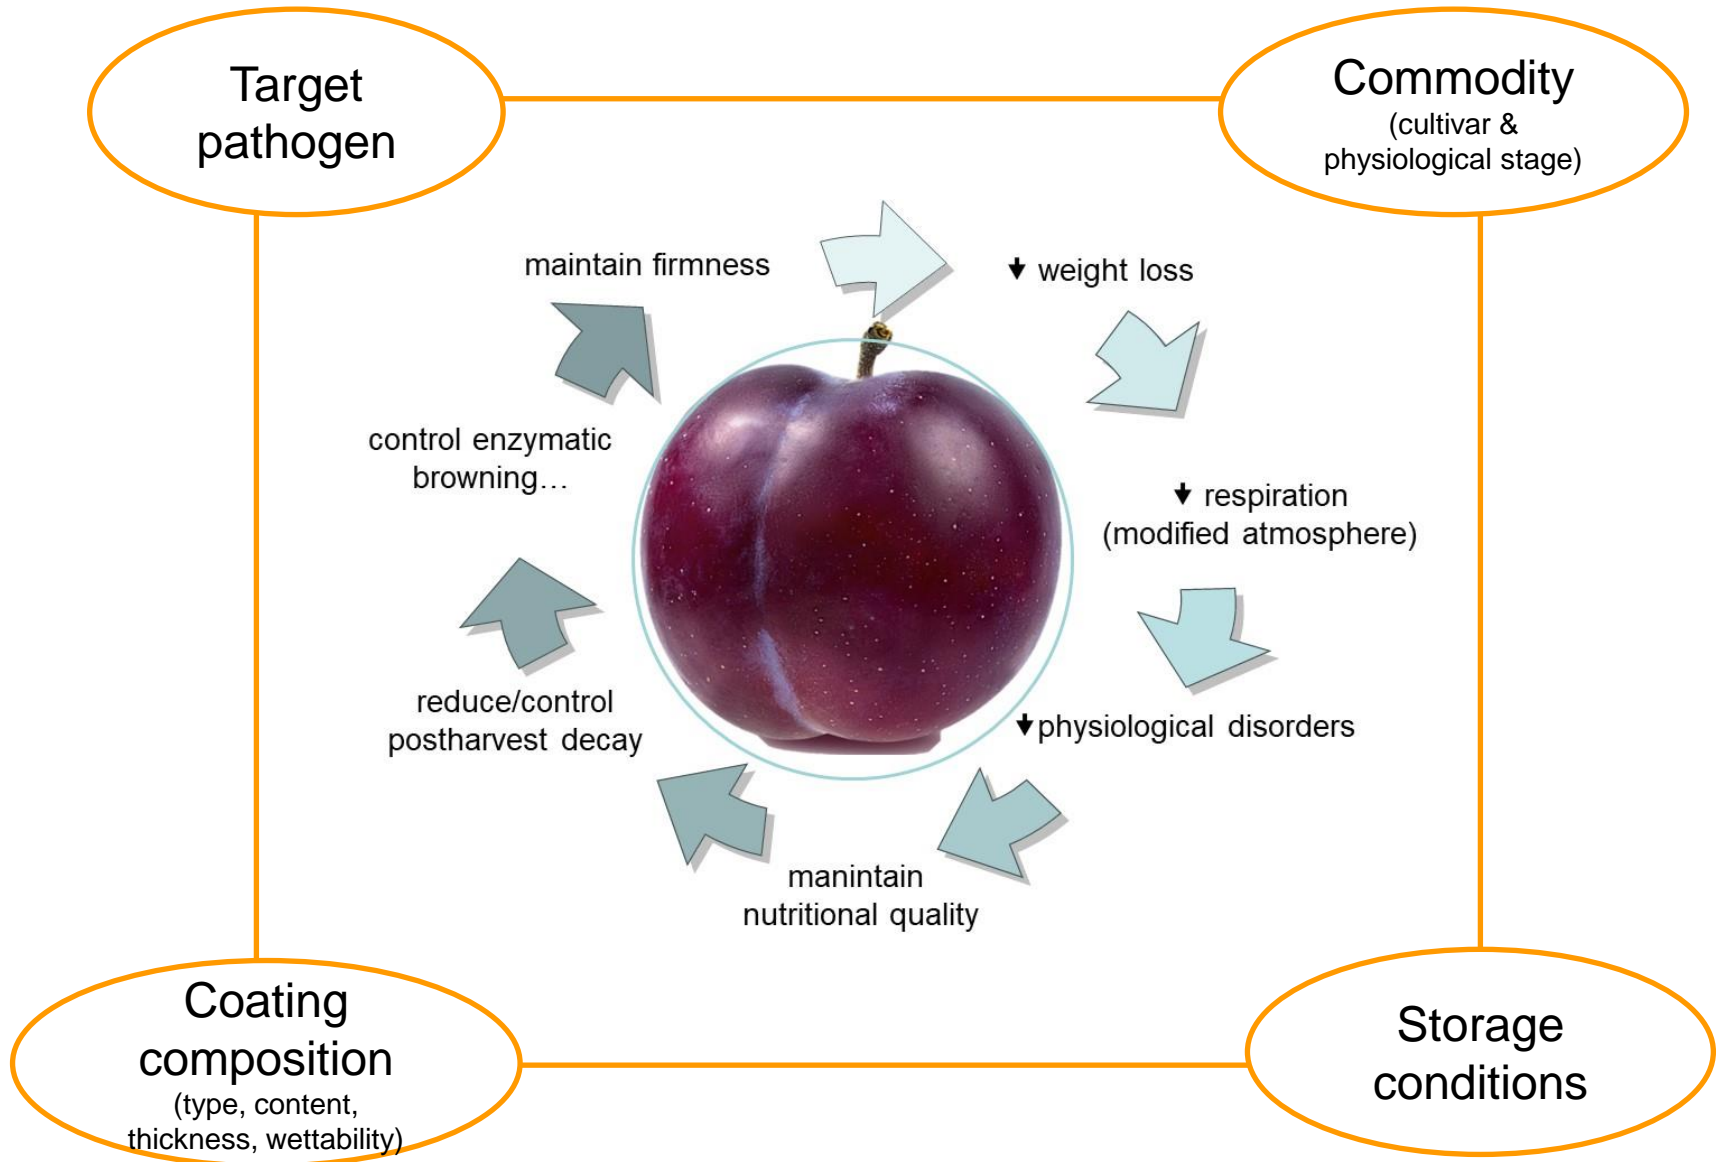 Target
pathogen
Commodity
(cultivar &
physiological stage)
maintain firmness
weight loss
control enzymatic
browning…
respiration
(modified atmosphere)
reduce/control
postharvest decay
physiological disorders
manintain
nutritional quality
Coating
composition
(type, content,
thickness, wettability)
Storage
conditions